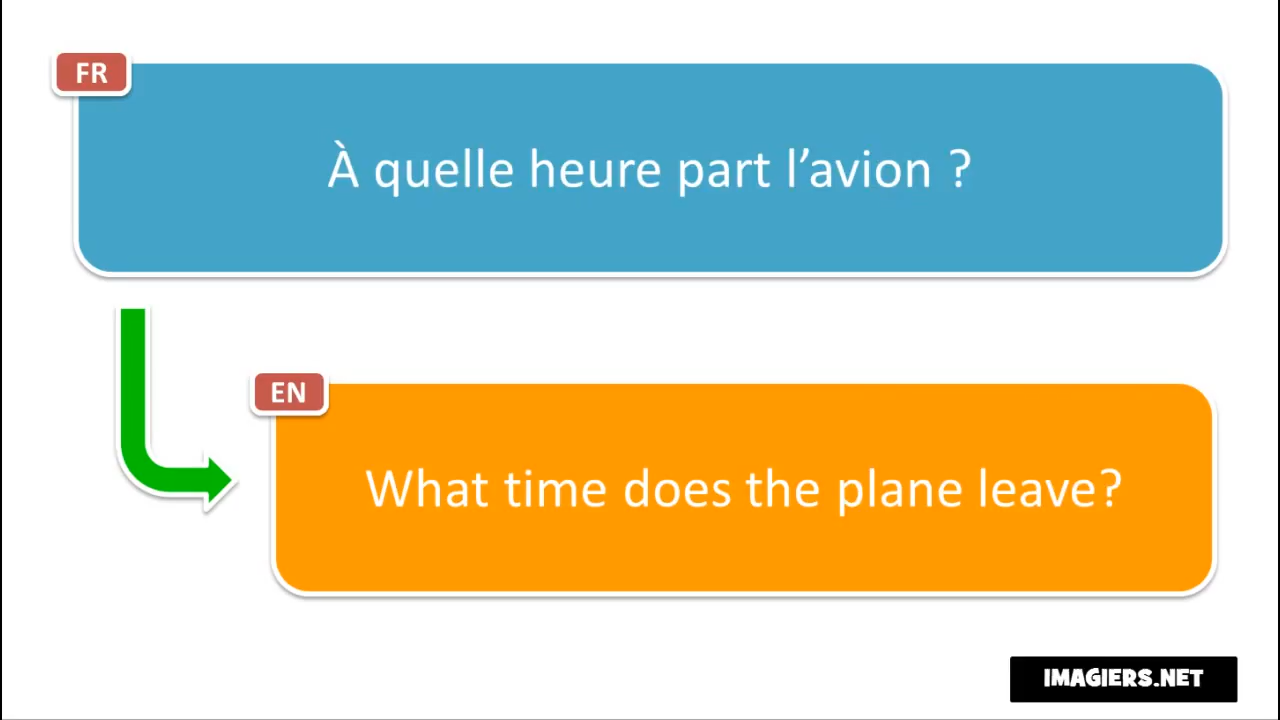 FR
À quelle heure part l’avion ?
EN
What time does the plane leave?
IMAGIERS.NET